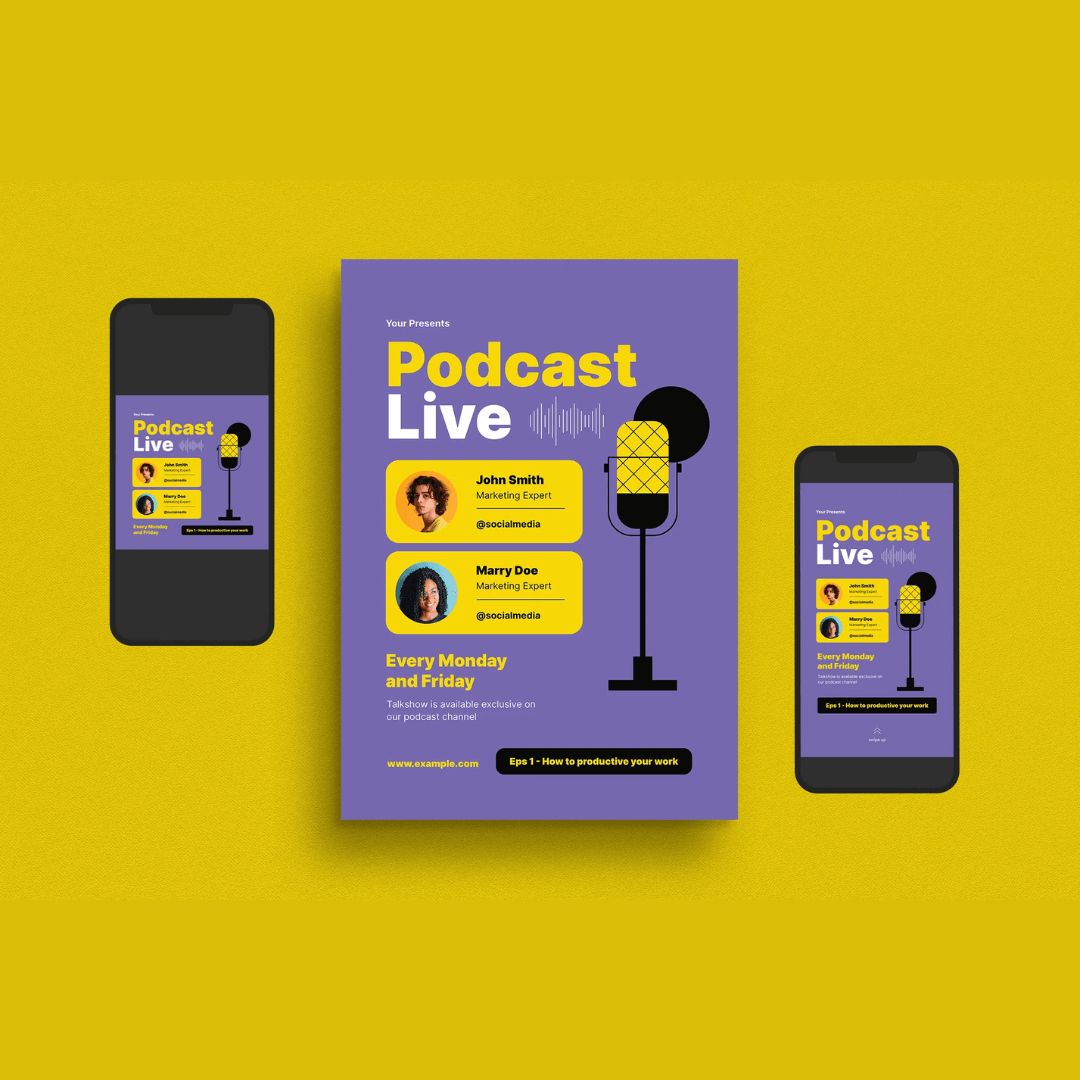 Your Presents
Podcast
Live
John Smith
Marketing Expert
@socialmedia
Marry Doe
Marketing Expert
@socialmedia
Every Monday
and Friday
Eps 1 - How to productive your work
Your Presents
Podcast
Live
John Smith
Marketing Expert
@socialmedia
Marry Doe
Marketing Expert
@socialmedia
Every Monday
and Friday
Talkshow is available exclusive on
our podcast channel
www.example.com
Eps 1 - How to productive your work
Your Presents
Podcast
Live
John Smith
Marketing Expert
@socialmedia
Marry Doe
Marketing Expert
@socialmedia
Every Monday
and Friday
Talkshow is available exclusive on
our podcast channel
Eps 1 - How to productive your work
swipe up